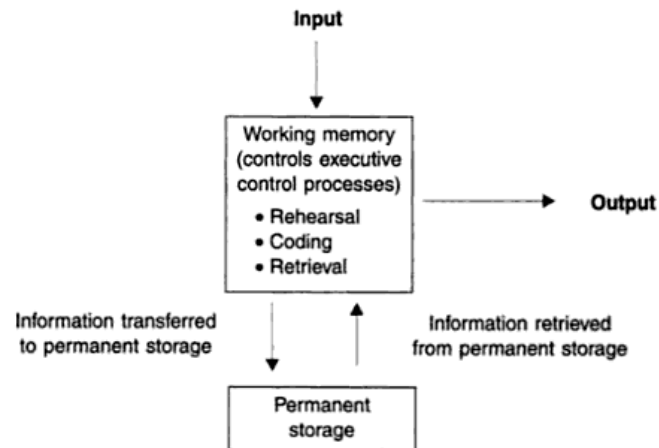 Input
Working memory
(controls executive
control processes)
• Rehearsal
• Coding
• Retrieval
Output
Information transferred
to permanent storage
Information retrieved
from permanent storage
Permanent
storage